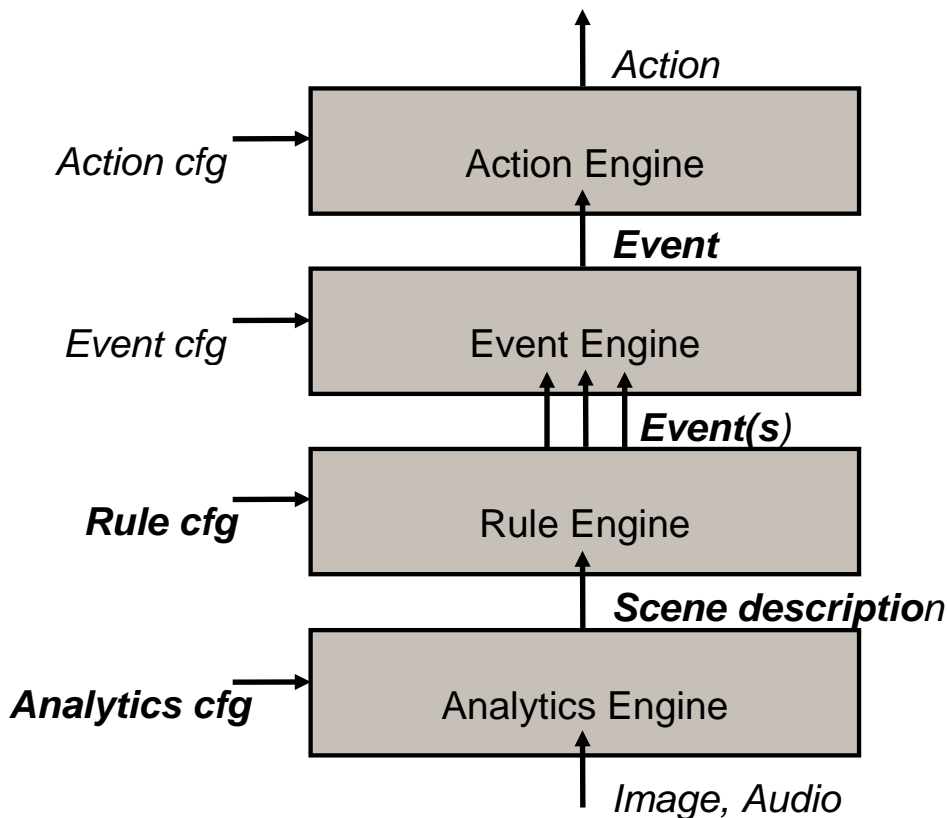 Action
Action cfg
Action Engine
Event
Event cfg
Event Engine
Event(s)
Rule cfg
Rule Engine
Scene description
Analytics cfg
Analytics Engine
Image, Audio